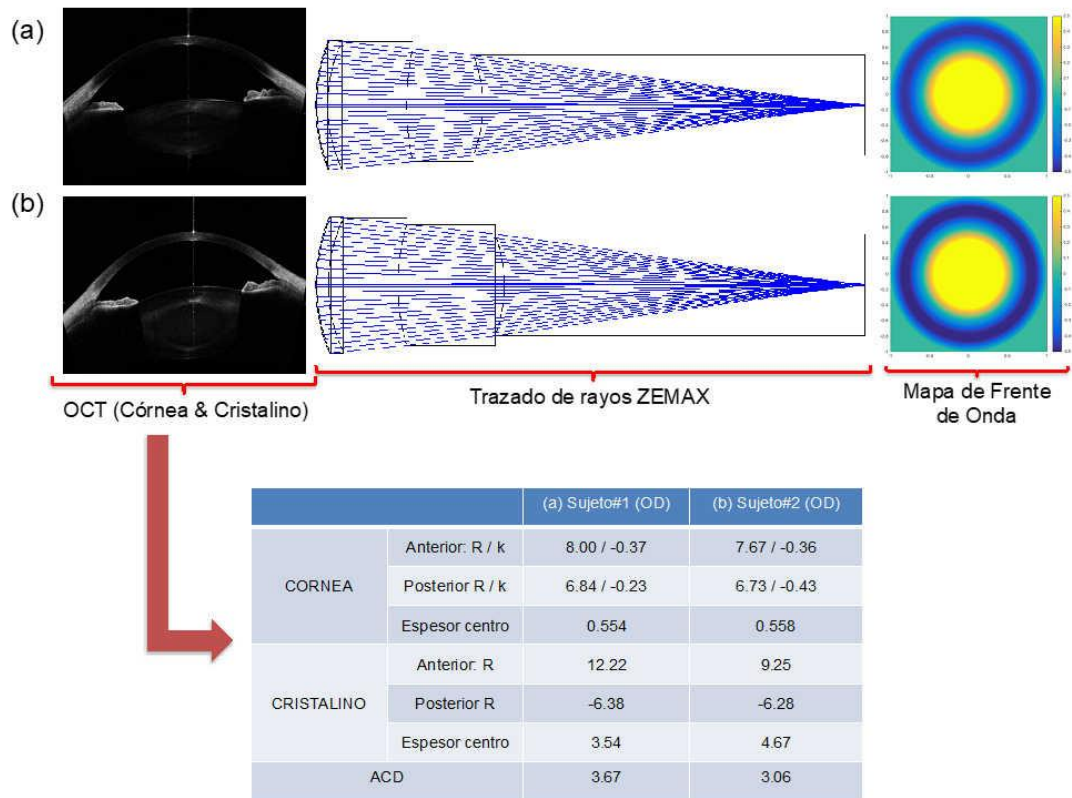 (a)
(b)
OCT (Córnea & Cristalino)
Trazado de rayos ZEMAX
Mapa de Frente
de Onda
(a) Sujeto#1 (OD) (b) Sujeto#2 (OD)
CORNEA
Anterior: R / k 8.00 / -0.37 7.67 / -0.36
Posterior R / k 6.84 / -0.23 6.73 / -0.43
Espesor centro 0.554 0.558
CRISTALINO
Anterior: R 12.22 9.25
Posterior R -6.38 -6.28
Espesor centro 3.54 4.67
ACD 3.67 3.06